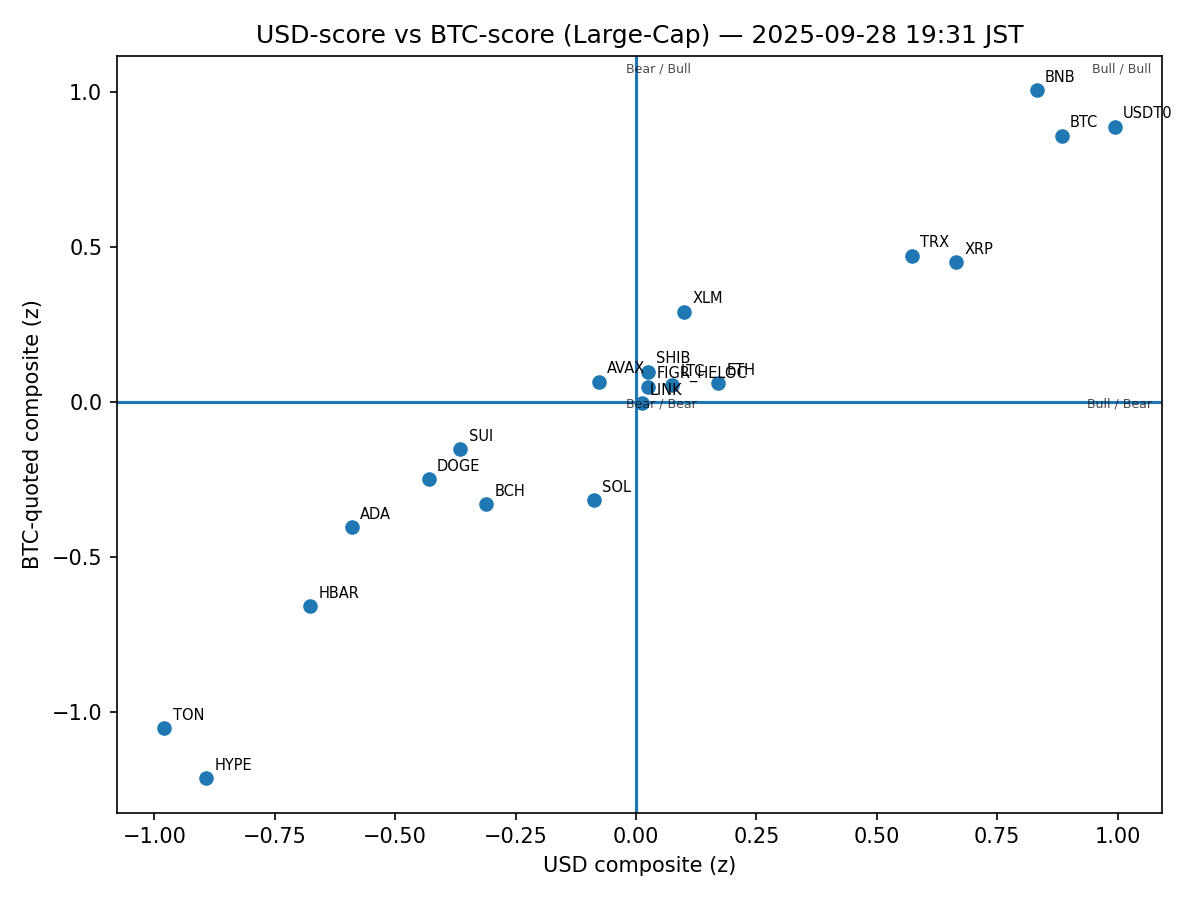 USD-score vs BTC-score (Large-Cap) — 2025-09-28 19:31 JST
Bear / Bull
Bull / Bull
BNB
USDT0
BTC
TRX
XRP
XLM
SHIB
AVAX
FIGR_HELOC
LTC
ETH
LINK
Bear / Bear
Bull / Bear
SUI
DOGE
BCH
SOL
ADA
HBAR
TON
HYPE
1.0
0.5
0.0
−0.5
−1.0
BTC-quoted composite (z)
−1.00
−0.75
−0.50
−0.25
0.00
0.25
0.50
0.75
1.00
USD composite (z)